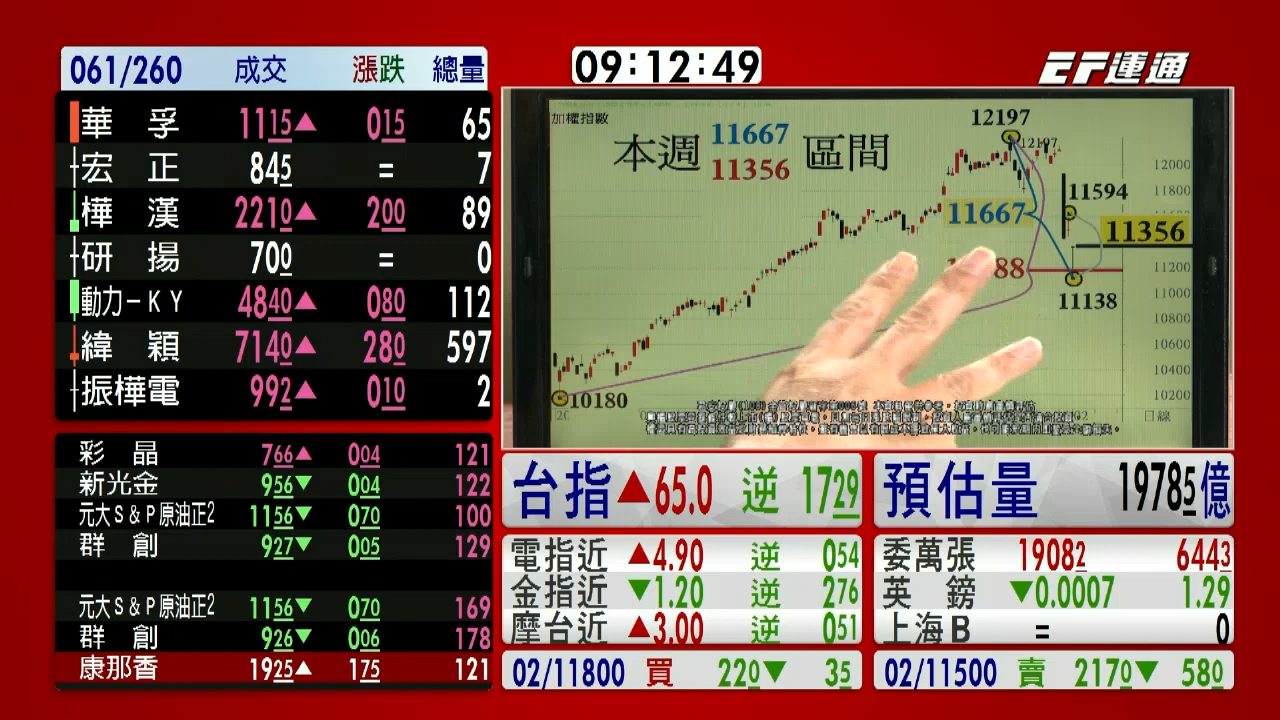 061/260 成交 漲跌 總量
華孚 1115▲ 015 65
宏正 845 = 7
樺漢 2210▲ 200 89
研揚 700 = 0
動力-KY 4840▲ 080 112
緯穎 7140▲ 280 597
振樺電 992▲ 010 2
彩晶 766▲ 004 121
新光金 956▼ 004 122
元大S&P原油正2 1156▼ 070 100
群創 927▼ 005 129
元大S&P原油正2 1156▼ 070 169
群創 926▼ 006 178
康那香 1925▲ 175 121
09:12:49
EF運通
加權指數
本週 11667 區間
11356
12197
12197
12000
11800
11594
11667
11356
11200
88
11138
11000
10800
10600
10400
10200
10180
日線
台指▲65.0 逆 1729
預估量 19785億
電指近▲4.90 逆 054
金指近▼1.20 逆 276
摩台近▲3.00 逆 051
委萬張 19082 6443
英鎊▼0.0007 1.29
上海B = 0
02/11800 買 220▼ 35
02/11500 賣 2170▼ 580